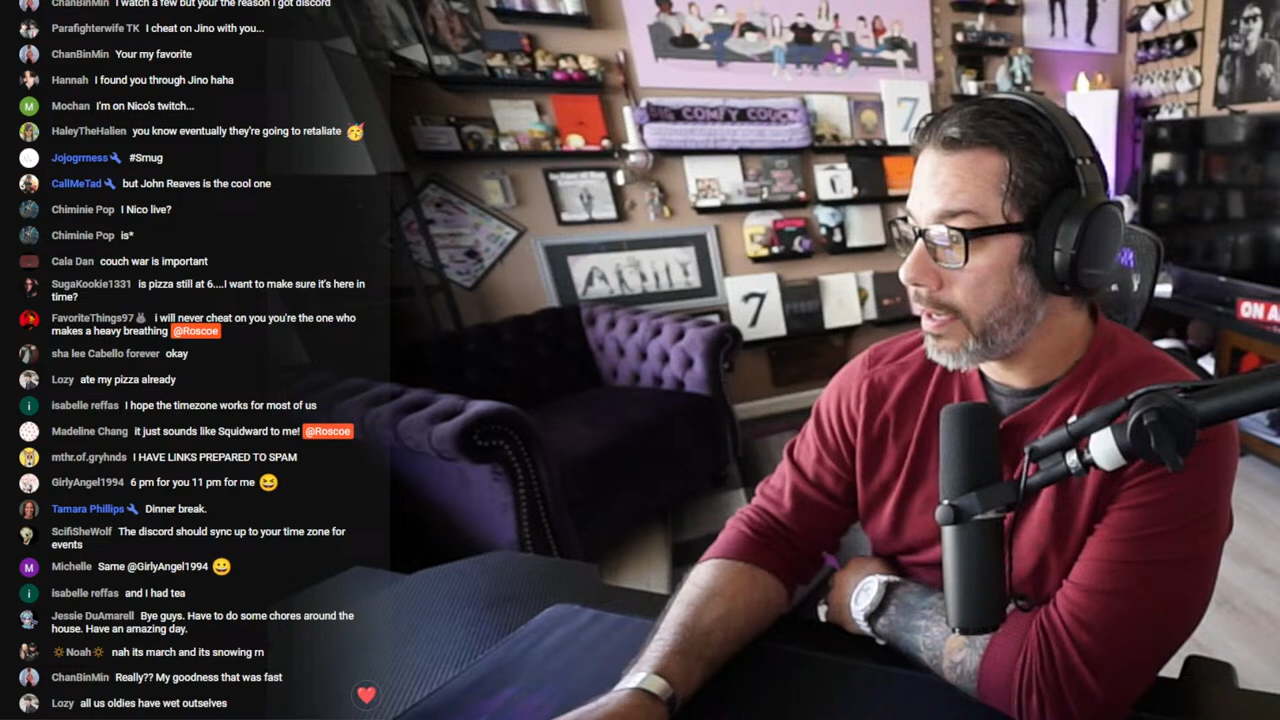 ChanBinMin I watch a few but your the reason I got discord
Parafighterwife TK I cheat on Jino with you...
ChanBinMin Your my favorite
Hannah I found you through Jino haha
M Mochan I'm on Nico's twitch...
HaleyTheHalien you know eventually they're going to retaliate 🥳
Jojogrrness🔧 #Smug
CallMeTad🔧 but John Reaves is the cool one
Chiminie Pop I Nico live?
Chiminie Pop is*
Cala Dan couch war is important
SugaKookie1331 is pizza still at 6....I want to make sure it's here in
time?
FavoriteThings97🐰 i will never cheat on you you're the one who
makes a heavy breathing @Roscoe
sha lee Cabello forever okay
Lozy ate my pizza already
i isabelle reffas I hope the timezone works for most of us
Madeline Chang it just sounds like Squidward to me! @Roscoe
mthr.of.gryhnds I HAVE LINKS PREPARED TO SPAM
GirlyAngel1994 6 pm for you 11 pm for me 😆
Tamara Phillips🔧 Dinner break.
ScifiSheWolf The discord should sync up to your time zone for
events
M Michelle Same @GirlyAngel1994 😀
i isabelle reffas and I had tea
Jessie DuAmarell Bye guys. Have to do some chores around the
house. Have an amazing day.
🔅Noah🔅 nah its march and its snowing rn
ChanBinMin Really?? My goodness that was fast
Lozy all us oldies have wet outselves
❤️
BIG COMFY COUCH
7
ARMY
7
ON A